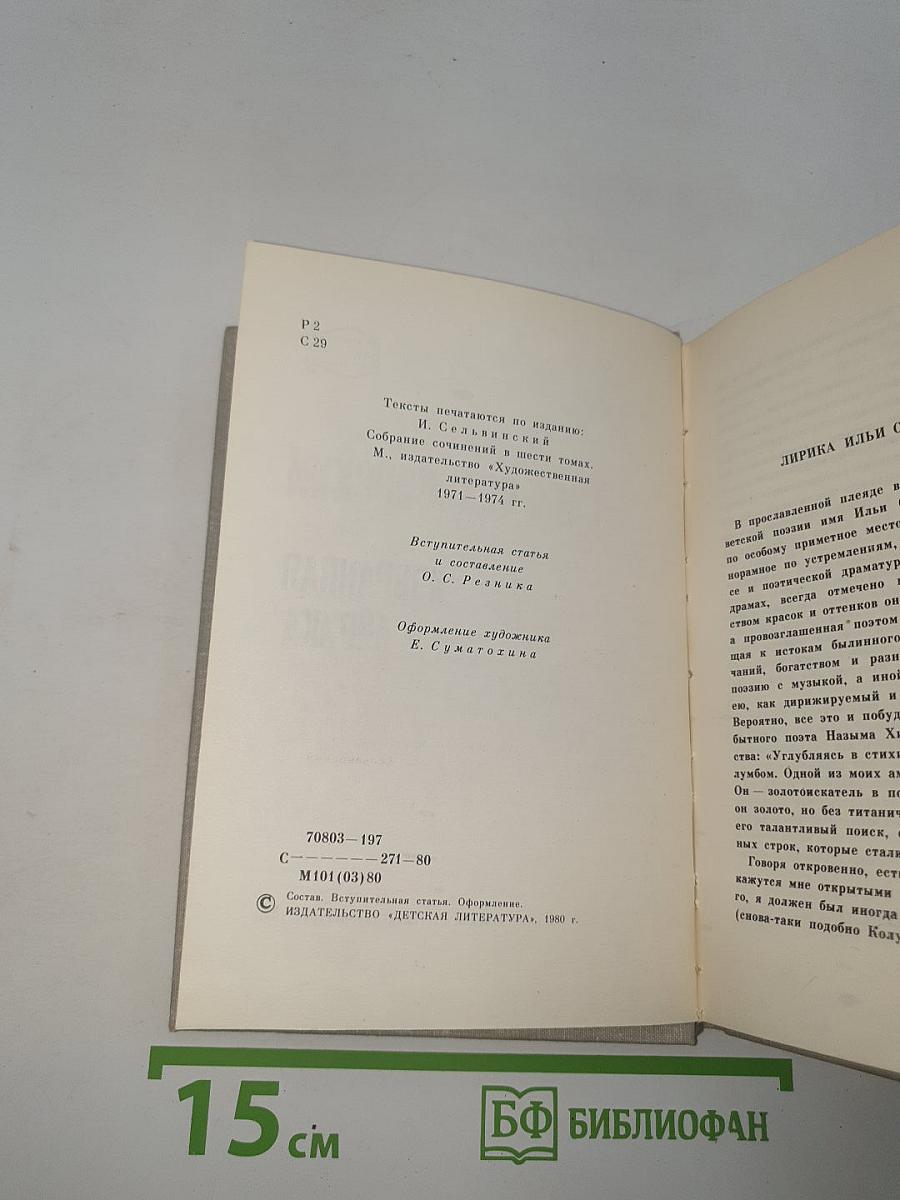 Р 2
С 29
Тексты печатаются по изданию:
И. Сельвинский
Собрание сочинений в шести томах.
М., издательство «Художественная
литература»
1971—1974 гг.
Вступительная статья
и составление
О. С. Резника
Оформление художника
Е. Суматохина
70803—197
С——————271—80
М101(03)80
© Состав. Вступительная статья. Оформление.
ИЗДАТЕЛЬСТВО «ДЕТСКАЯ ЛИТЕРАТУРА», 1980 г.
ЛИРИКА ИЛЬИ С
В прославленной плеяде в
ветской поэзии имя Ильи
по особому приметное место
норамное по устремлениям,
се и поэтической драматур
драмах, всегда отмечено
ством красок и оттенков он
а провозглашенная поэтом
щая к истокам былинного
чаний, богатством и разн
поэзию с музыкой, а иной
ею, как дирижируемый и
Вероятно, все это и побуд
бытного поэта Назыма Хи
ства: «Углубляясь в стихи
лумбом. Одной из моих ам
Он — золотоискатель в по
он золото, но без титанич
его талантливый поиск,
ных строк, которые стали
Говоря откровенно, есть
кажутся мне открытыми
го, я должен был иногда
(снова-таки подобно Колу
15 см
БФ БИБЛИОФАН